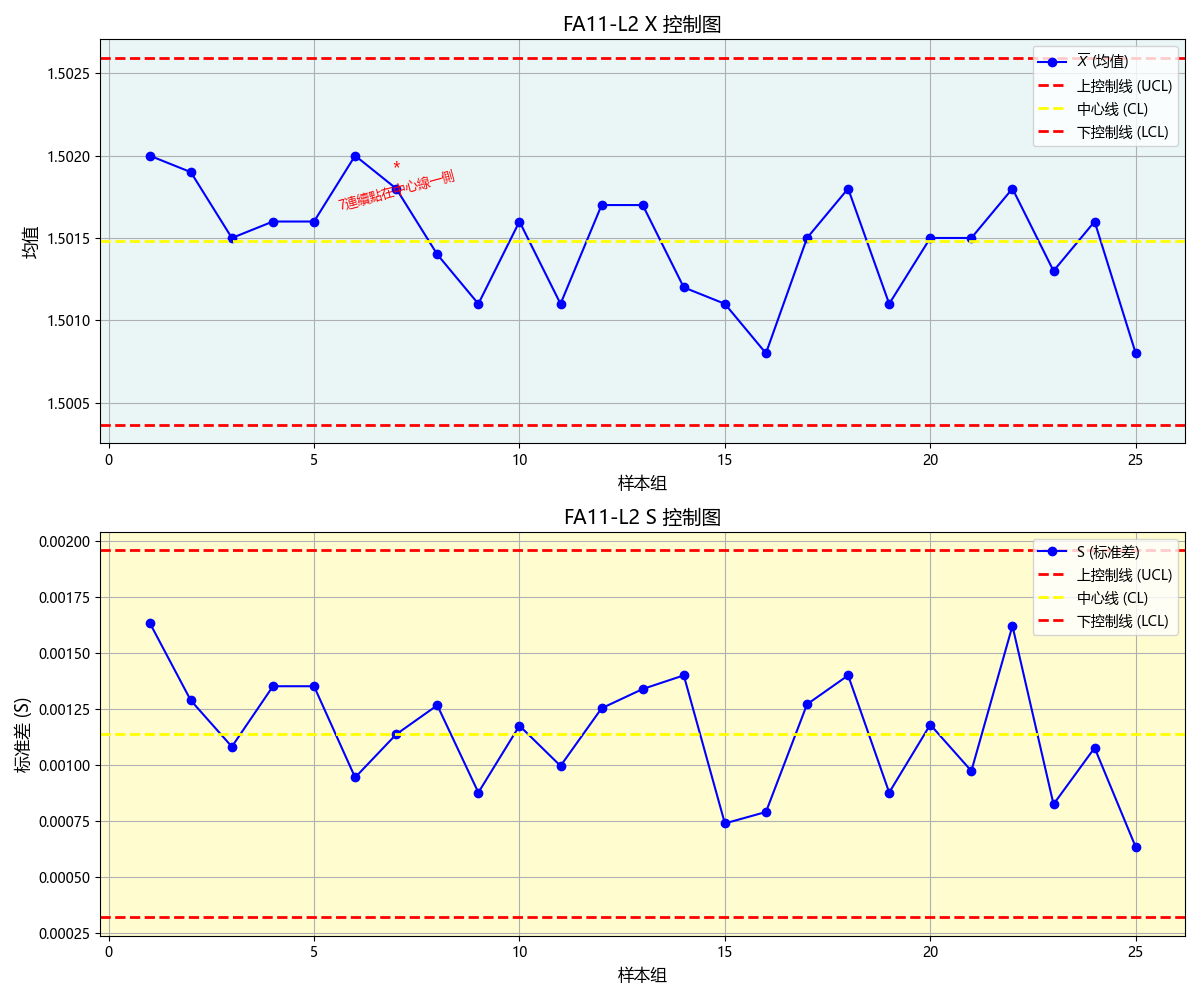 FA11-L2 X 控制图
均值
1.5025
1.5020
1.5015
1.5010
1.5005
X (均值)
上控制线 (UCL)
中心线 (CL)
下控制线 (LCL)
*
7連續點在中心線一側
0
5
10
15
20
25
样本组
FA11-L2 S 控制图
标准差 (S)
0.00200
0.00175
0.00150
0.00125
0.00100
0.00075
0.00050
0.00025
S (标准差)
上控制线 (UCL)
中心线 (CL)
下控制线 (LCL)
0
5
10
15
20
25
样本组